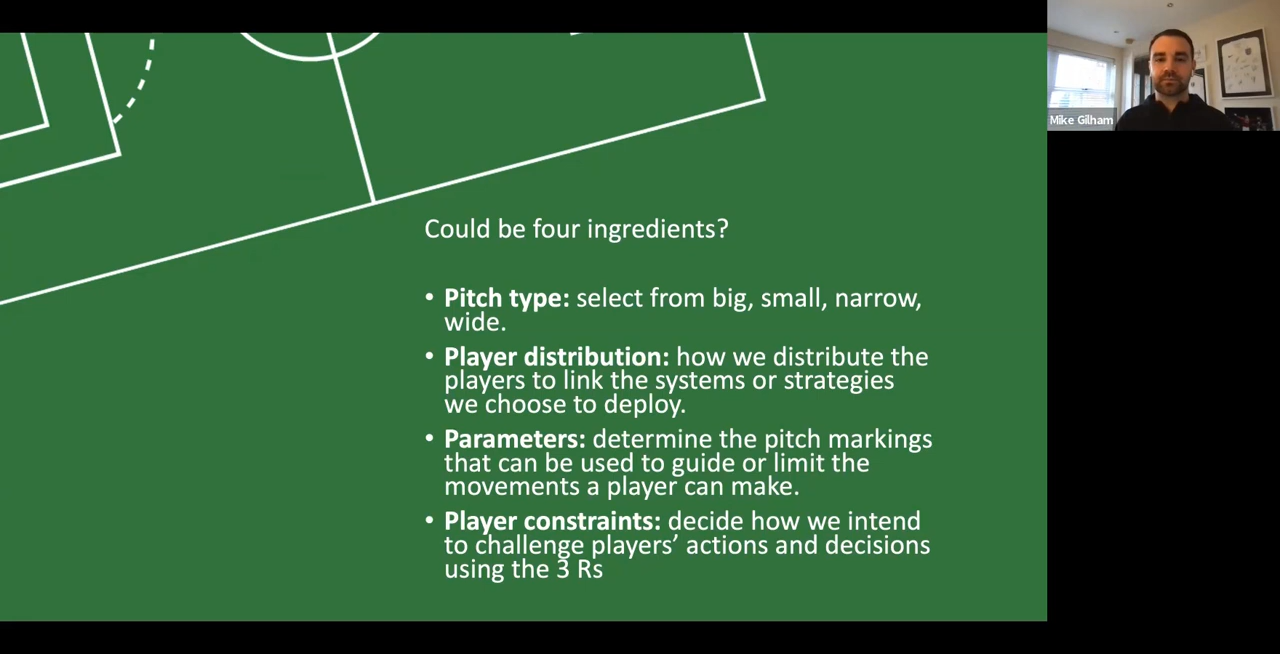 Mike Gilham
Could be four ingredients?
• Pitch type: select from big, small, narrow,
wide.
• Player distribution: how we distribute the
players to link the systems or strategies
we choose to deploy.
• Parameters: determine the pitch markings
that can be used to guide or limit the
movements a player can make.
• Player constraints: decide how we intend
to challenge players’ actions and decisions
using the 3 Rs